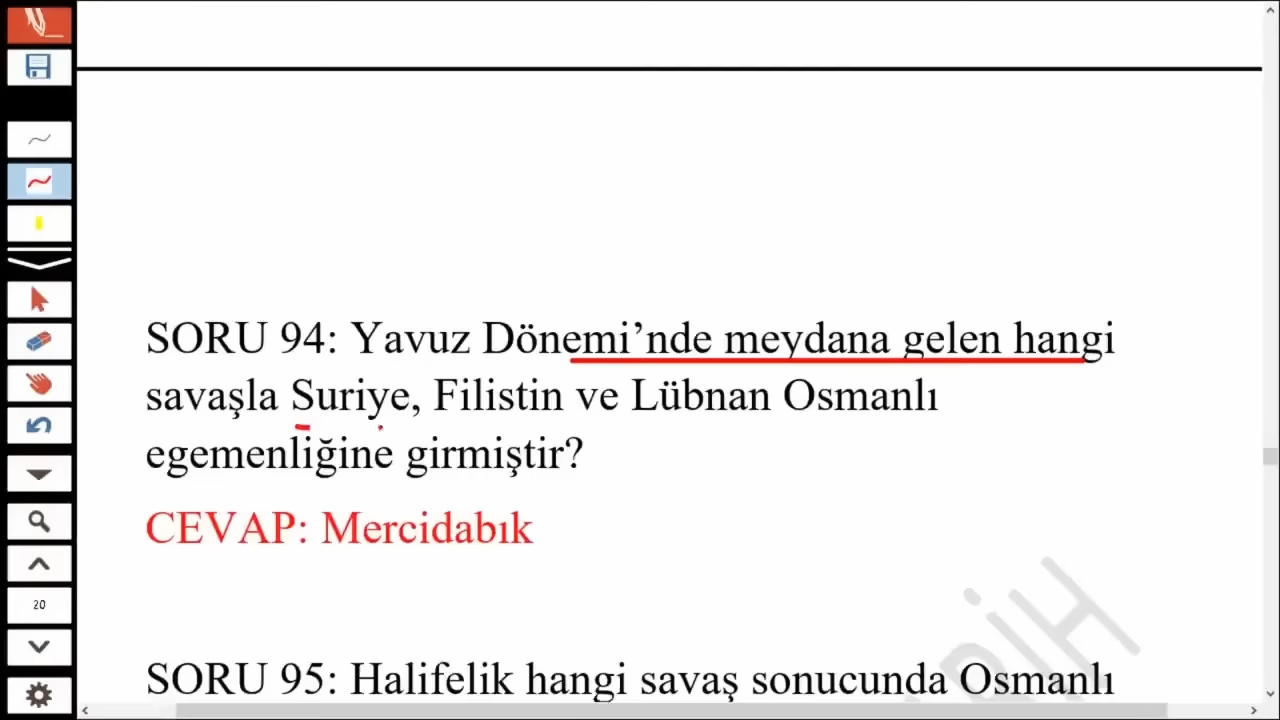 SORU 94: Yavuz Dönemi’nde meydana gelen hangi
savaşla Suriye, Filistin ve Lübnan Osmanlı
egemenliğine girmiştir?
CEVAP: Mercidabık
20
SORU 95: Halifelik hangi savaş sonucunda Osmanlı